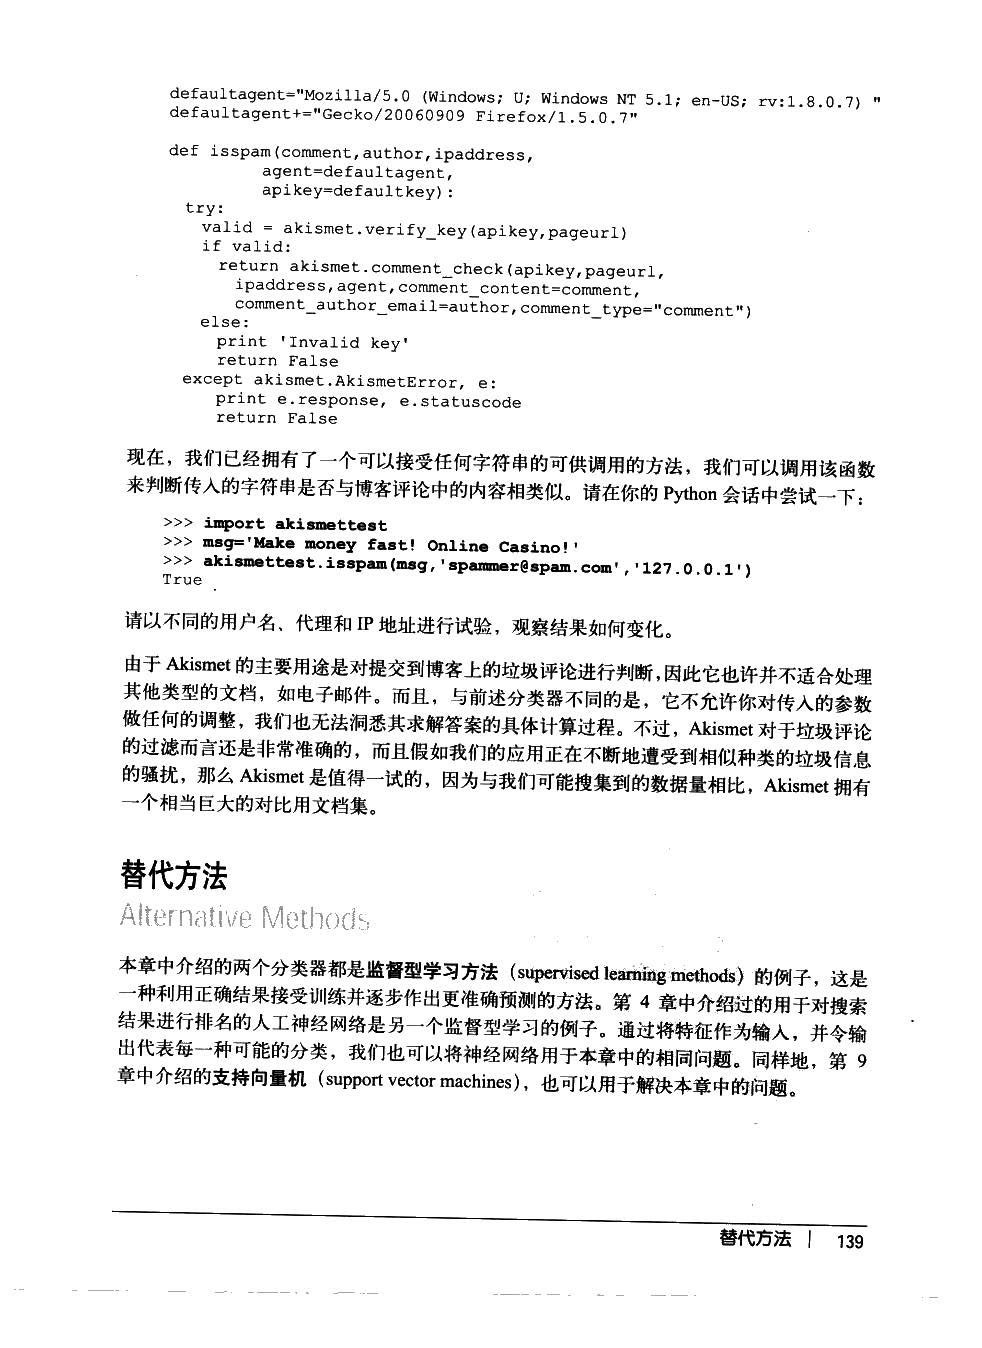 defaultagent="Mozilla/5.0 (Windows; U; Windows NT 5.1; en-US; rv:1.8.0.7) "
defaultagent+="Gecko/20060909 Firefox/1.5.0.7"
def isspam(comment,author,ipaddress,
agent=defaultagent,
apikey=defaultkey):
try:
valid = akismet.verify_key(apikey,pageurl)
if valid:
return akismet.comment_check(apikey,pageurl,
ipaddress,agent,comment_content=comment,
comment_author_email=author,comment_type="comment")
else:
print 'Invalid key'
return False
except akismet.AkismetError, e:
print e.response, e.statuscode
return False
现在，我们已经拥有了一个可以接受任何字符串的可供调用的方法，我们可以调用该函数
来判断传入的字符串是否与博客评论中的内容相类似。请在你的 Python 会话中尝试一下：
>>> import akismettest
>>> msg='Make money fast! Online Casino!'
>>> akismettest.isspam(msg,'spammer@spam.com','127.0.0.1')
True
请以不同的用户名、代理和 IP 地址进行试验，观察结果如何变化。
由于 Akismet 的主要用途是对提交到博客上的垃圾评论进行判断，因此它也许并不适合处理
其他类型的文档，如电子邮件。而且，与前述分类器不同的是，它不允许你对传入的参数
做任何的调整，我们也无法洞悉其求解答案的具体计算过程。不过，Akismet 对于垃圾评论
的过滤而言还是非常准确的，而且假如我们的应用正在不断地遭受到相似种类的垃圾信息
的骚扰，那么 Akismet 是值得一试的，因为与我们可能搜集到的数据量相比，Akismet 拥有
一个相当巨大的对比用文档集。
替代方法
Alternative Methods
本章中介绍的两个分类器都是监督型学习方法（supervised learning methods）的例子，这是
一种利用正确结果接受训练并逐步作出更准确预测的方法。第 4 章中介绍过的用于对搜索
结果进行排名的人工神经网络是另一个监督型学习的例子。通过将特征作为输入，并令输
出代表每一种可能的分类，我们也可以将神经网络用于本章中的相同问题。同样地，第 9
章中介绍的支持向量机（support vector machines），也可以用于解决本章中的问题。
替代方法 | 139